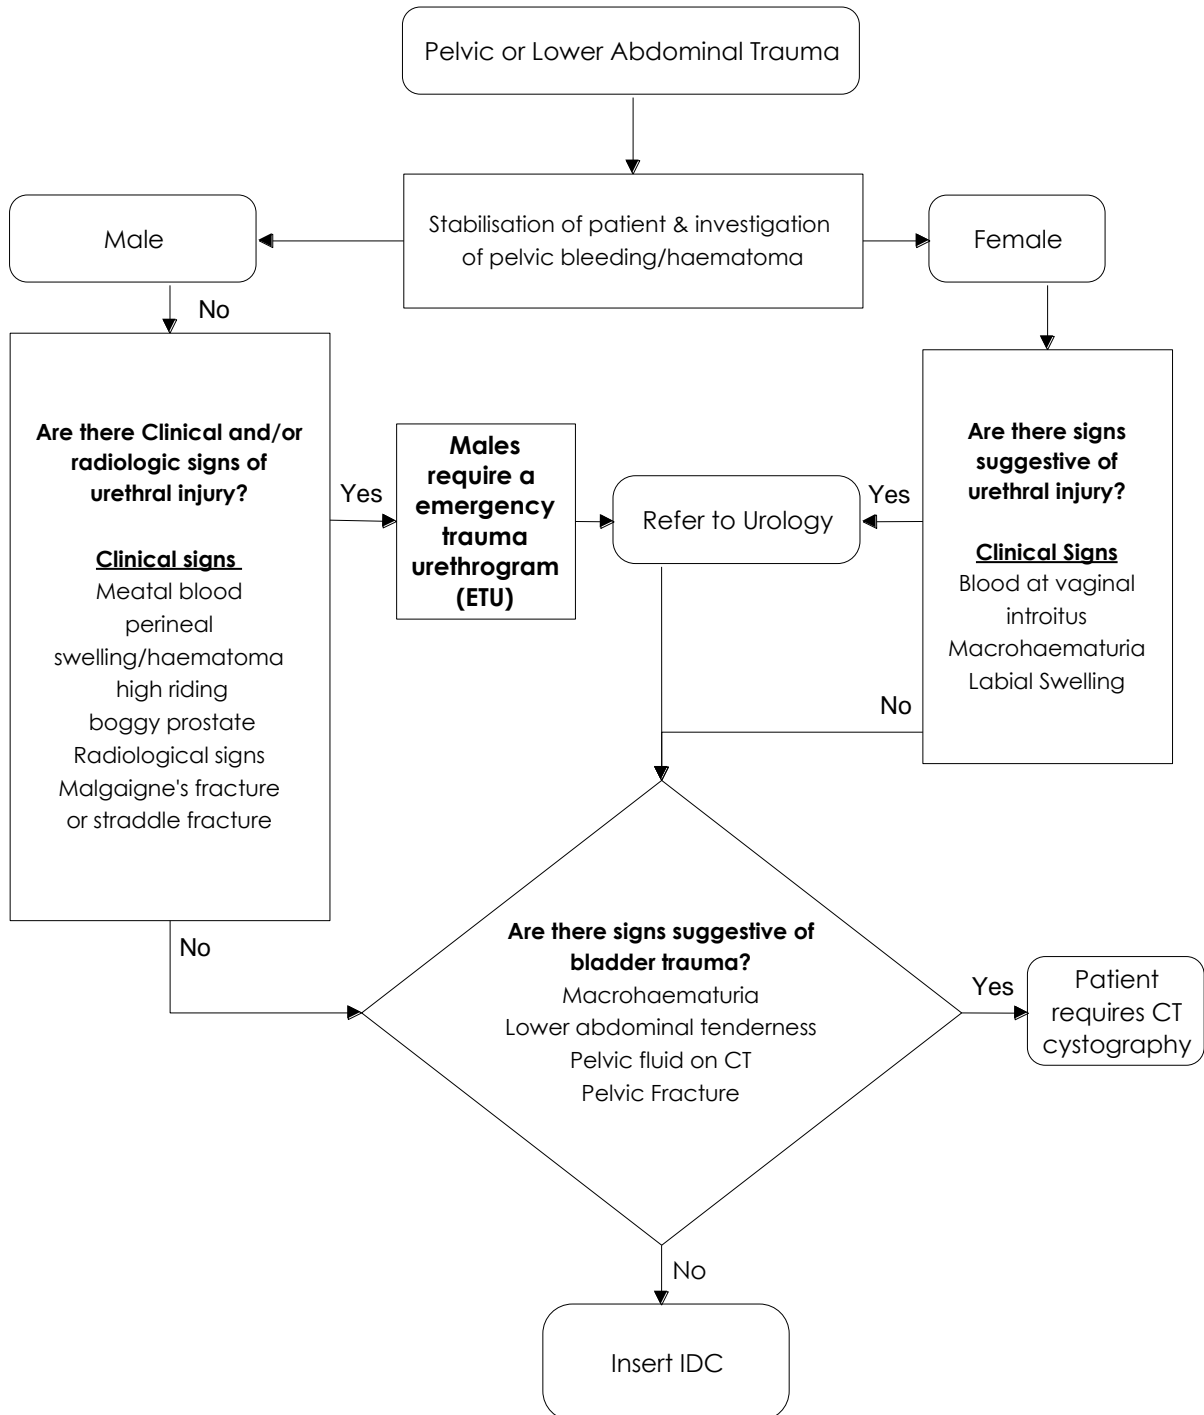 Pelvic or Lower Abdominal Trauma
Stabilisation of patient & investigation
of pelvic bleeding/haematoma
Male
Female
No
Are there Clinical and/or
radiologic signs of
urethral injury?
Clinical signs
Meatal blood
perineal
swelling/haematoma
high riding
boggy prostate
Radiological signs
Malgaigne's fracture
or straddle fracture
Yes
Males
require a
emergency
trauma
urethrogram
(ETU)
Refer to Urology
Yes
Are there signs
suggestive of
urethral injury?
Clinical Signs
Blood at vaginal
introitus
Macrohaematuria
Labial Swelling
No
No
Are there signs suggestive of
bladder trauma?
Macrohaematuria
Lower abdominal tenderness
Pelvic fluid on CT
Pelvic Fracture
Yes
Patient
requires CT
cystography
No
Insert IDC